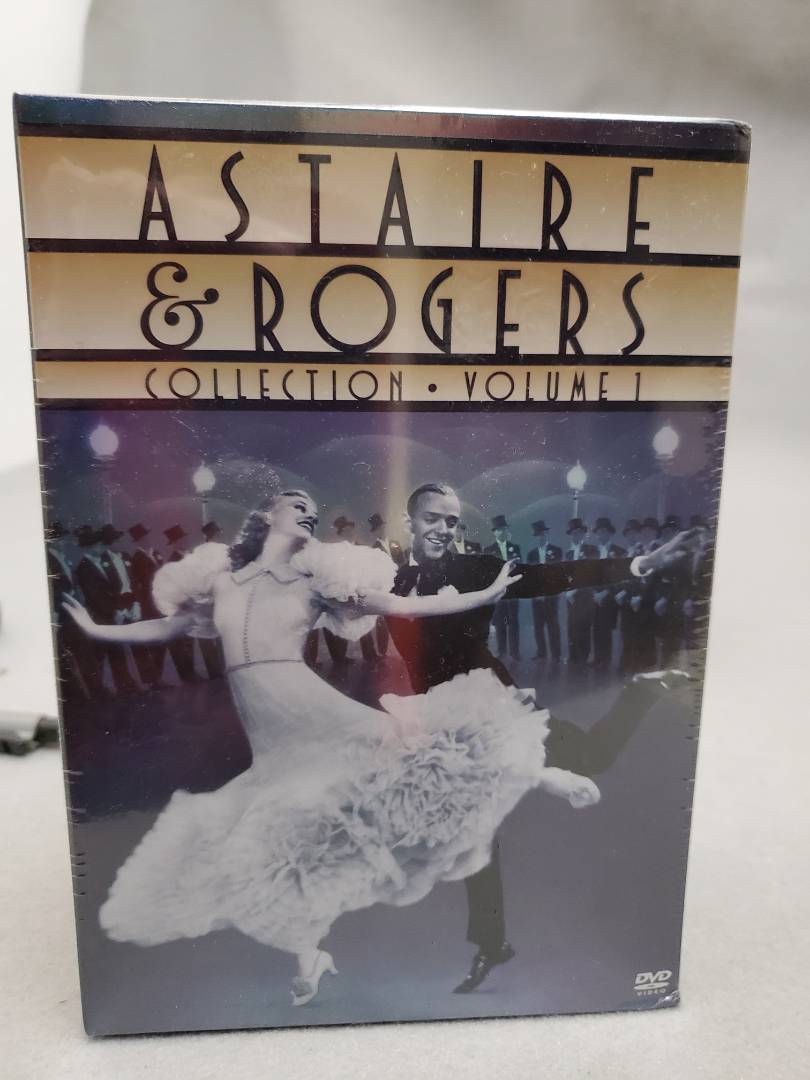 ASTAIRE
& ROGERS
COLLECTION • VOLUME 1
DVD
VIDEO